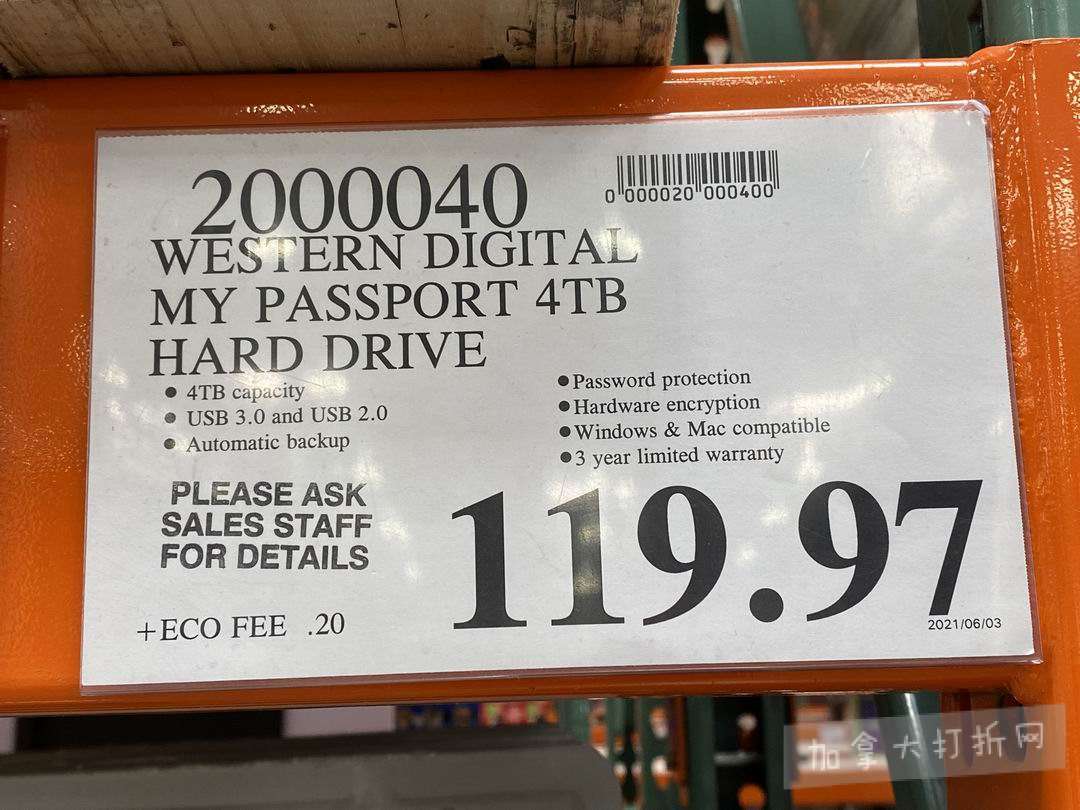 2000040
0 000020 000400
WESTERN DIGITAL
MY PASSPORT 4TB
HARD DRIVE
● 4TB capacity
● USB 3.0 and USB 2.0
● Automatic backup
●Password protection
●Hardware encryption
●Windows & Mac compatible
●3 year limited warranty
PLEASE ASK
SALES STAFF
FOR DETAILS
119.97
+ECO FEE .20
2021/06/03
加拿大打折网